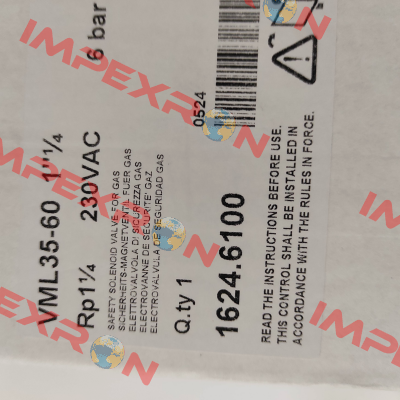 VML35-60 1"1/4
6 bar
Rp1¼ 230VAC
SAFETY SOLENOID VALVE FOR GAS
SICHERHEITS-MAGNETVENTIL FUER GAS
ELETTROVALVOLA DI SICUREZZA GAS
ELECTROVANNE DE SECURITE' GAZ
ELECTROVALVULA DE SEGURIDAD GAS
Q.ty 1
0524
1624.6100
READ THE INSTRUCTIONS BEFORE USE.
THIS CONTROL SHALL BE INSTALLED IN
ACCORDANCE WITH THE RULES IN FORCE.
IMPEXRON
IMPEXRON
IMPEXRON
IMPEXRON